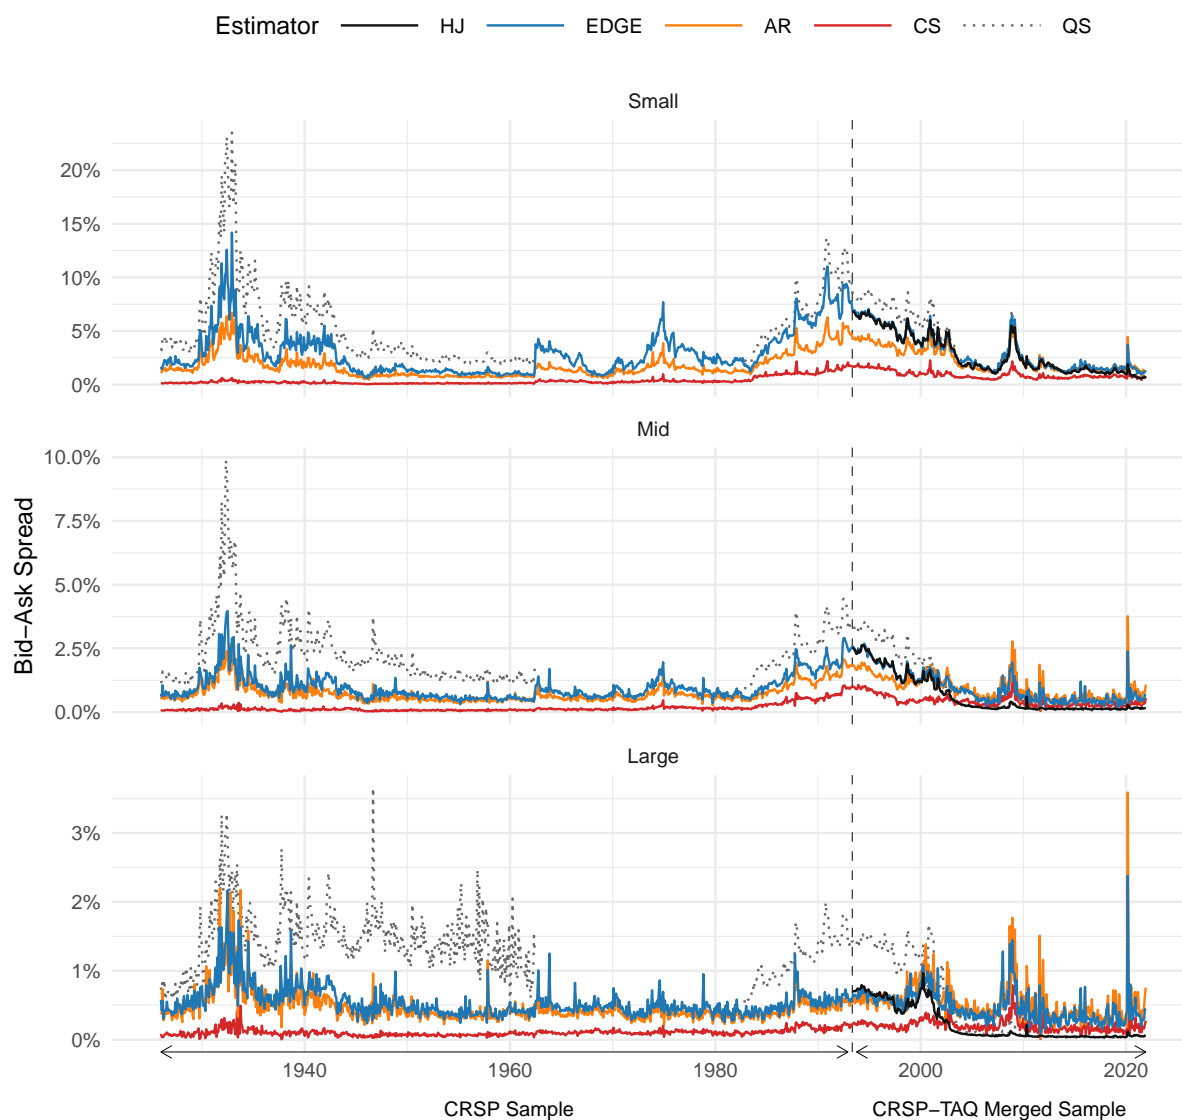 Estimator HJ EDGE AR CS QS
Small
20%
15%
10%
5%
0%
Mid
10.0%
7.5%
5.0%
2.5%
0.0%
Bid−Ask Spread
Large
3%
2%
1%
0%
1940 1960 1980 2000 2020
CRSP Sample CRSP−TAQ Merged Sample